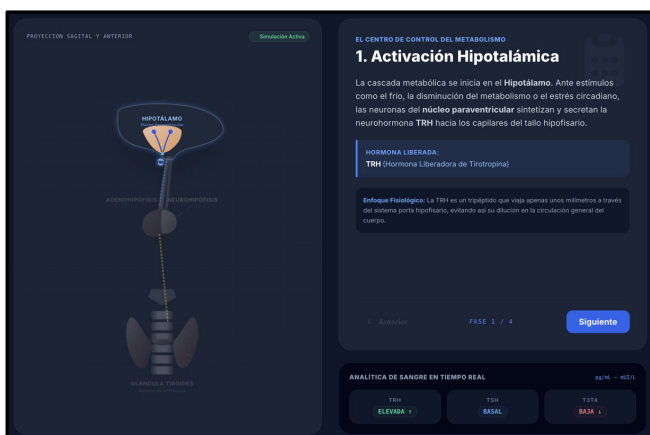 PROYECCIÓN SAGITAL Y ANTERIOR
Simulación Activa
HIPOTÁLAMO
ADENOHIPÓFISIS
NEUROHIPÓFISIS
GLÁNDULA TIROIDES
EL CENTRO DE CONTROL DEL METABOLISMO
1. Activación Hipotalámica
La cascada metabólica se inicia en el Hipotálamo. Ante estímulos
como el frío, la disminución del metabolismo o el estrés circadiano,
las neuronas del núcleo paraventricular sintetizan y secretan la
neurohormona TRH hacia los capilares del tallo hipofisario.
HORMONA LIBERADA:
TRH (Hormona Liberadora de Tirotropina)
Enfoque Fisiológico: La TRH es un tripéptido que viaja apenas unos milímetros a través
del sistema porta hipofisario, evitando así su dilución en la circulación general del
cuerpo.
Anterior
FASE 1 / 4
Siguiente
ANALÍTICA DE SANGRE EN TIEMPO REAL
pg/mL — mUI/L
TRH
ELEVADA ↑
TSH
BASAL
T3T4
BAJA ↓